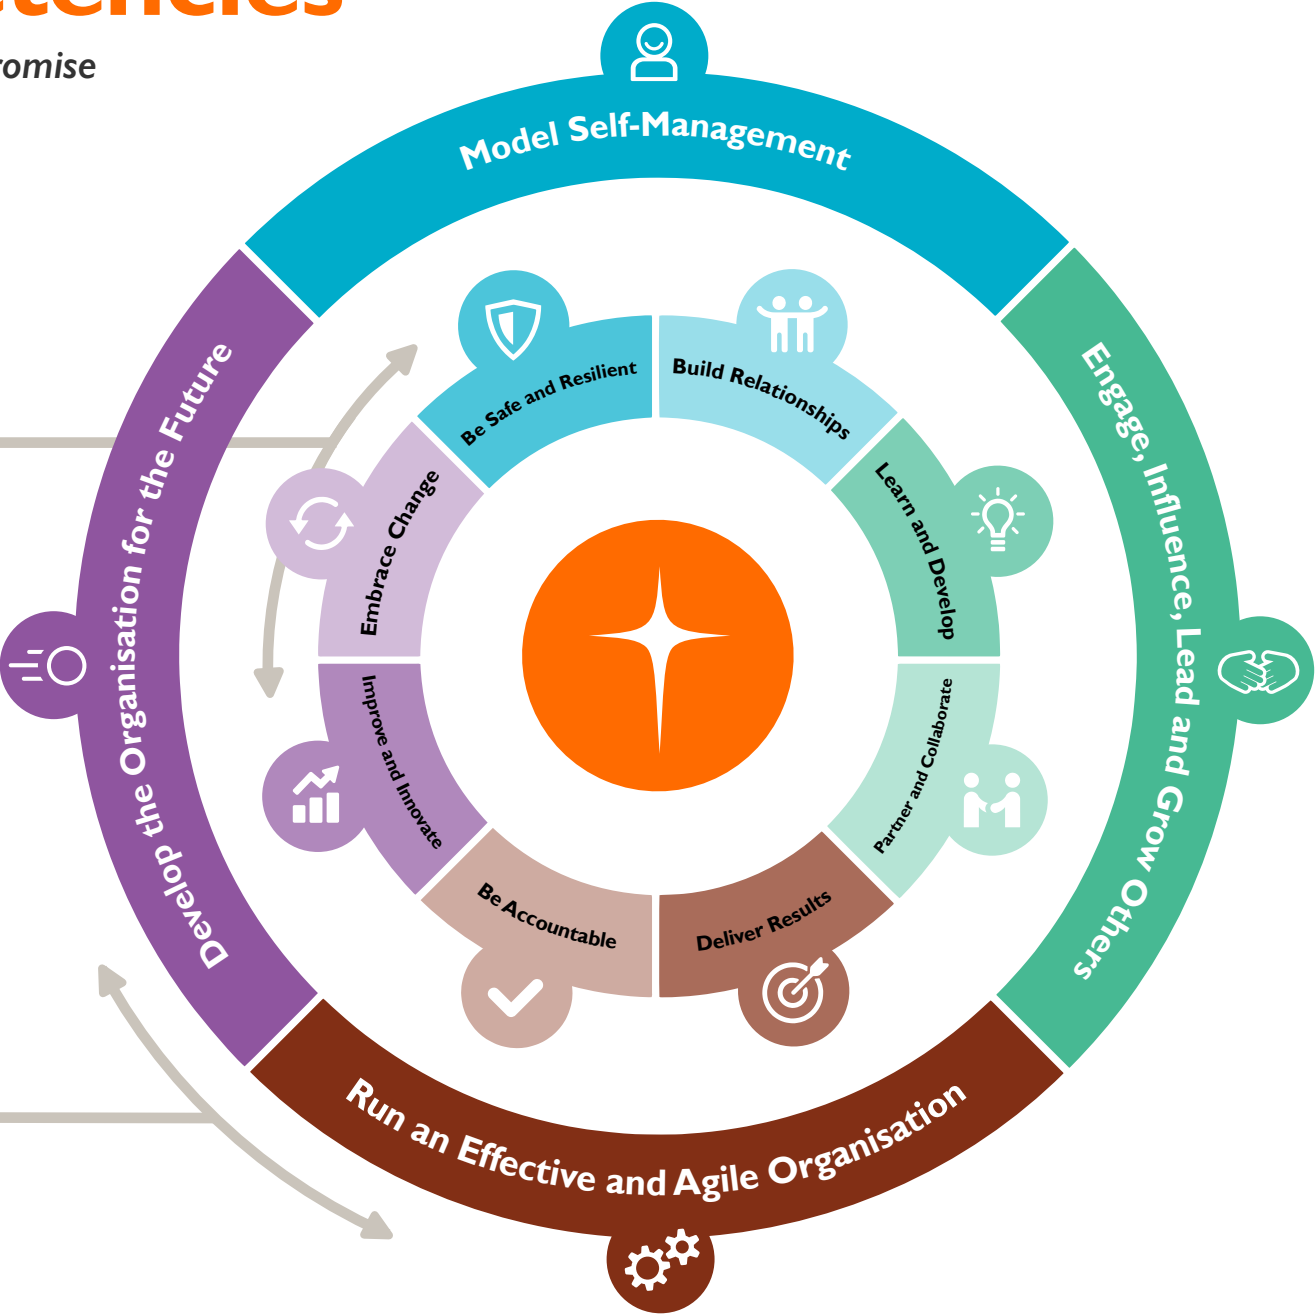 tencies
romise
Model Self-Management
Engage, Influence, Lead and Grow Others
Run an Effective and Agile Organisation
Develop the Organisation for the Future
Be Safe and Resilient
Build Relationships
Learn and Develop
Partner and Collaborate
Deliver Results
Be Accountable
Improve and Innovate
Embrace Change